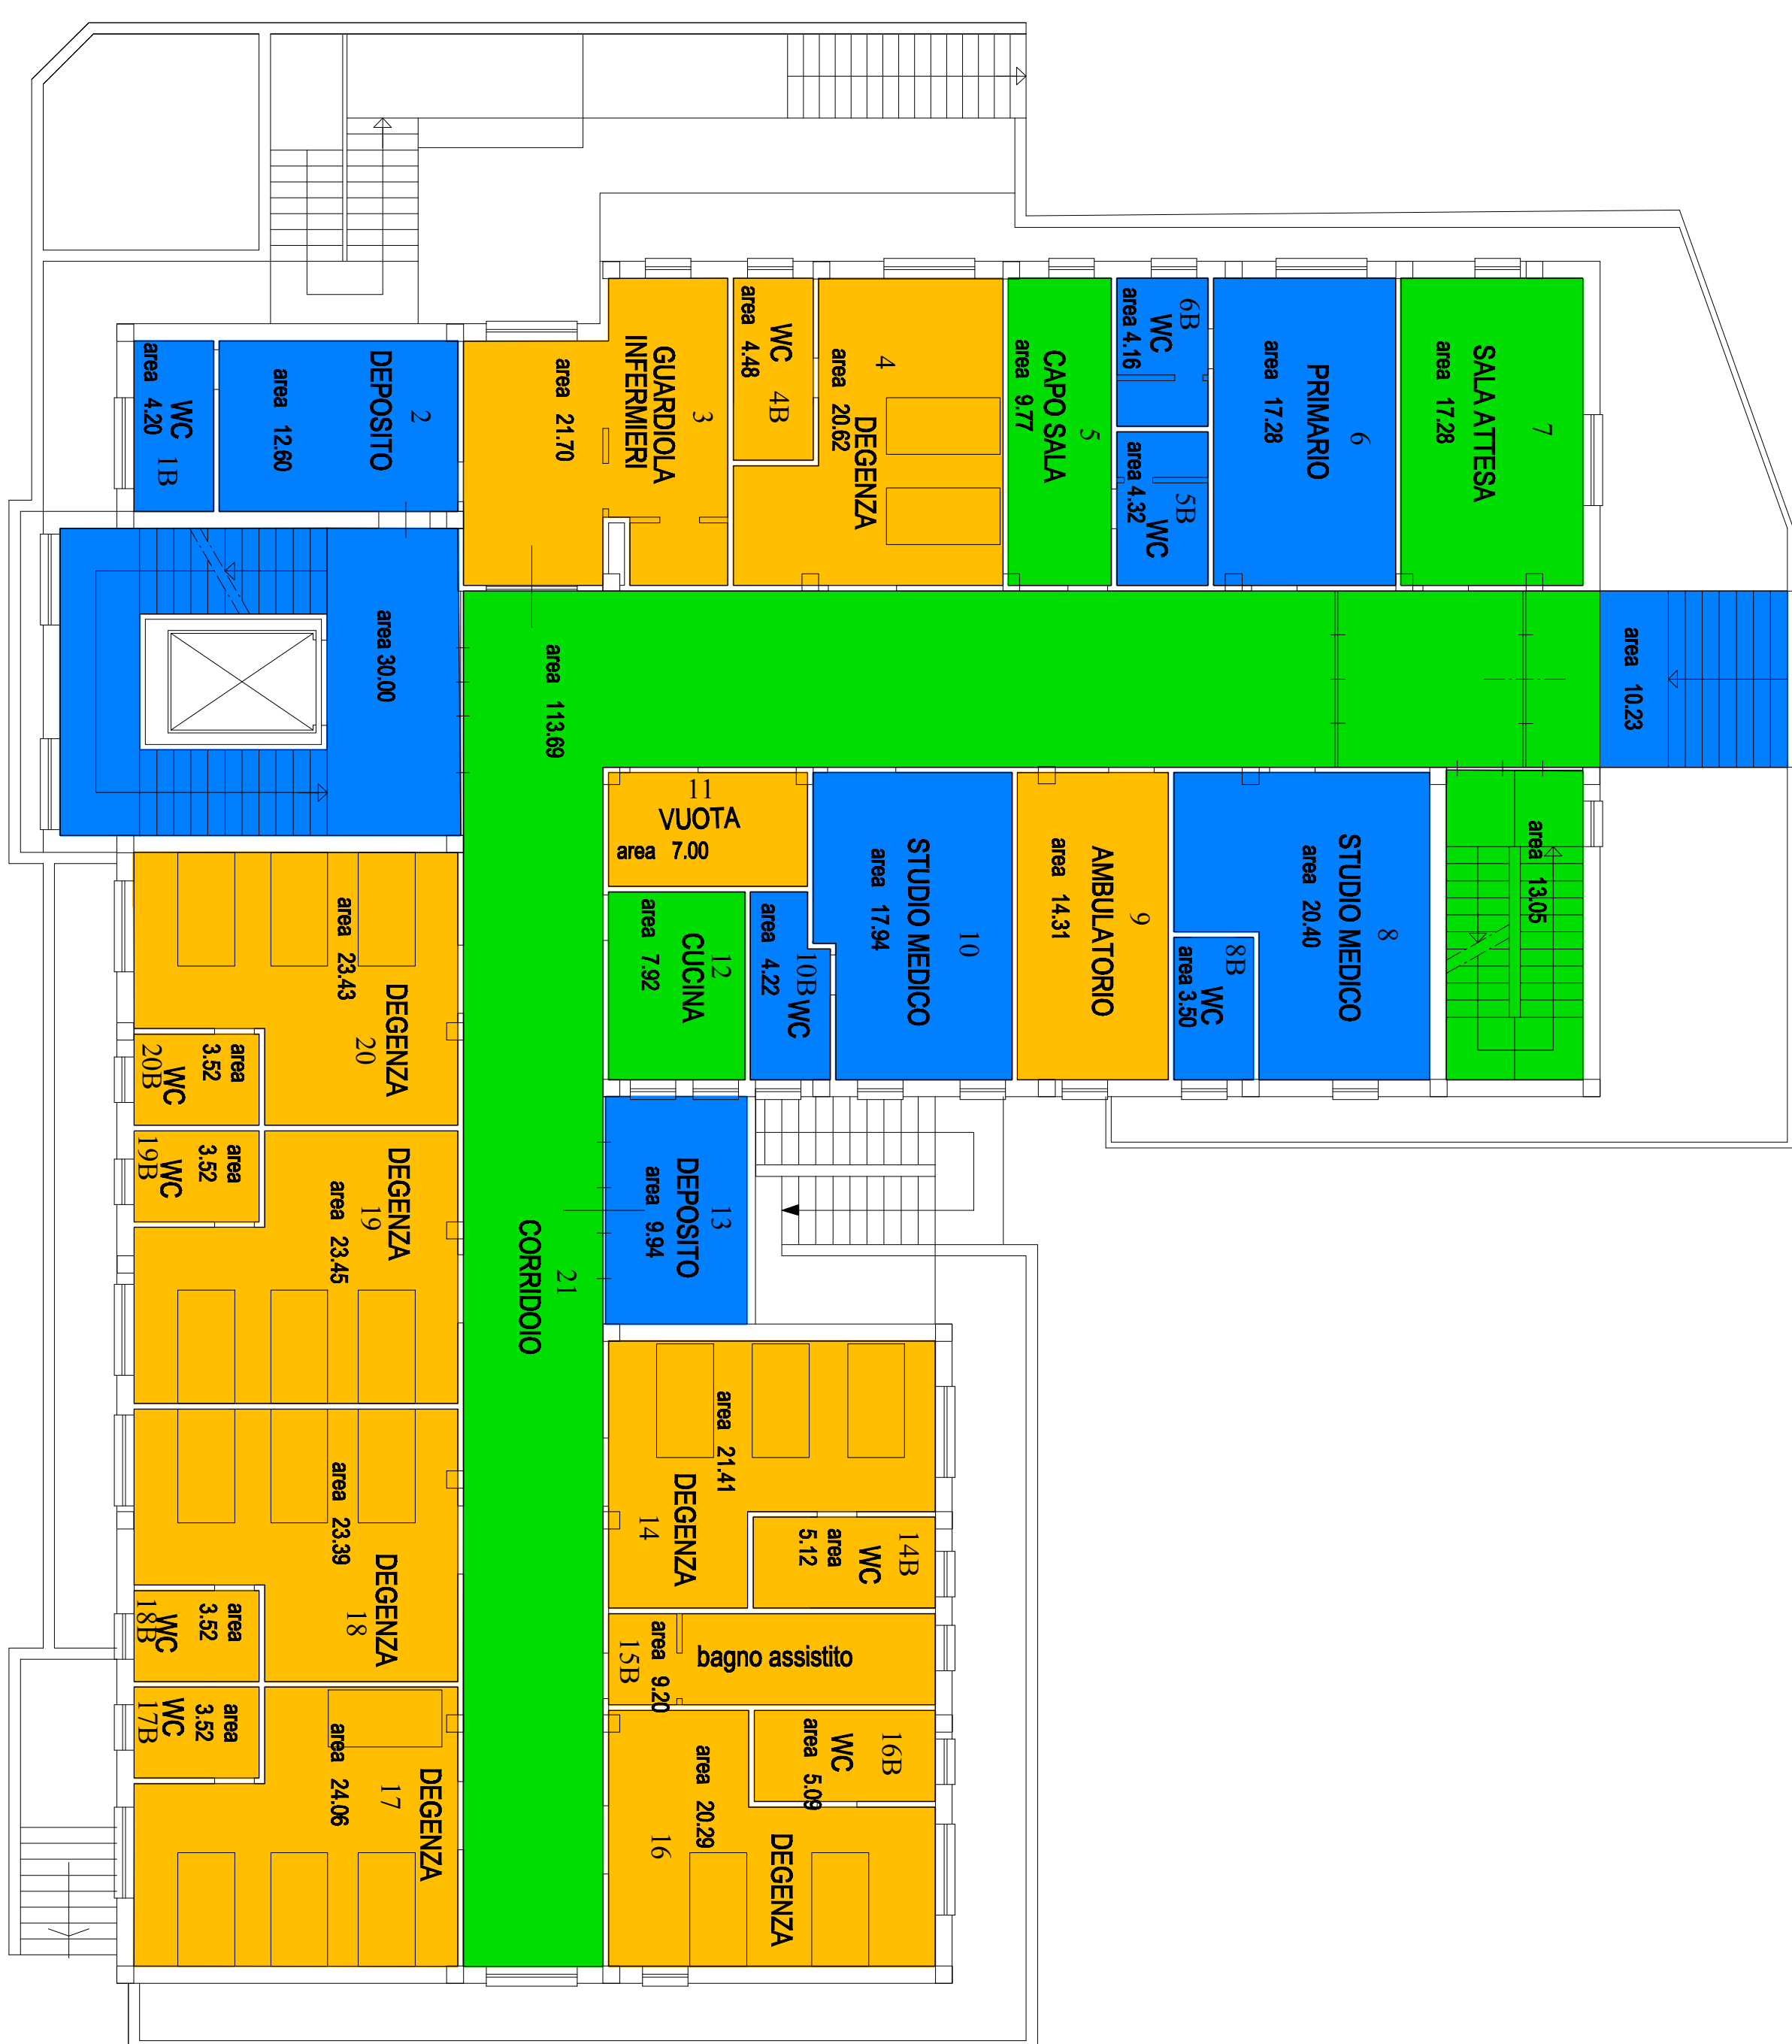 7
SALA ATTESA
area 17.28
6
PRIMARIO
area 17.28
6B
WC
area 4.16
5B
WC
area 4.32
5
CAPO SALA
area 9.77
4
DEGENZA
area 20.62
WC
4B
area 4.48
3
GUARDIOLA
INFERMIERI
area 21.70
2
DEPOSITO
area 12.60
WC
1B
area 4.20
area 10.23
area 113.69
area 30.00
area 13.05
8
STUDIO MEDICO
area 20.40
8B
WC
area 3.50
9
AMBULATORIO
area 14.31
10
STUDIO MEDICO
area 17.94
10B
WC
area 4.22
11
VUOTA
area 7.00
12
CUCINA
area 7.92
13
DEPOSITO
area 9.94
21
CORRIDOIO
DEGENZA
20
area 23.43
area
3.52
WC
20B
DEGENZA
19
area 23.45
area
3.52
WC
19B
DEGENZA
18
area 23.39
area
3.52
WC
18B
DEGENZA
17
area 24.06
area
3.52
WC
17B
area 21.41
DEGENZA
14
14B
WC
area
5.12
bagno assistito
area 9.20
15B
16B
WC
area 5.09
area 20.29
DEGENZA
16